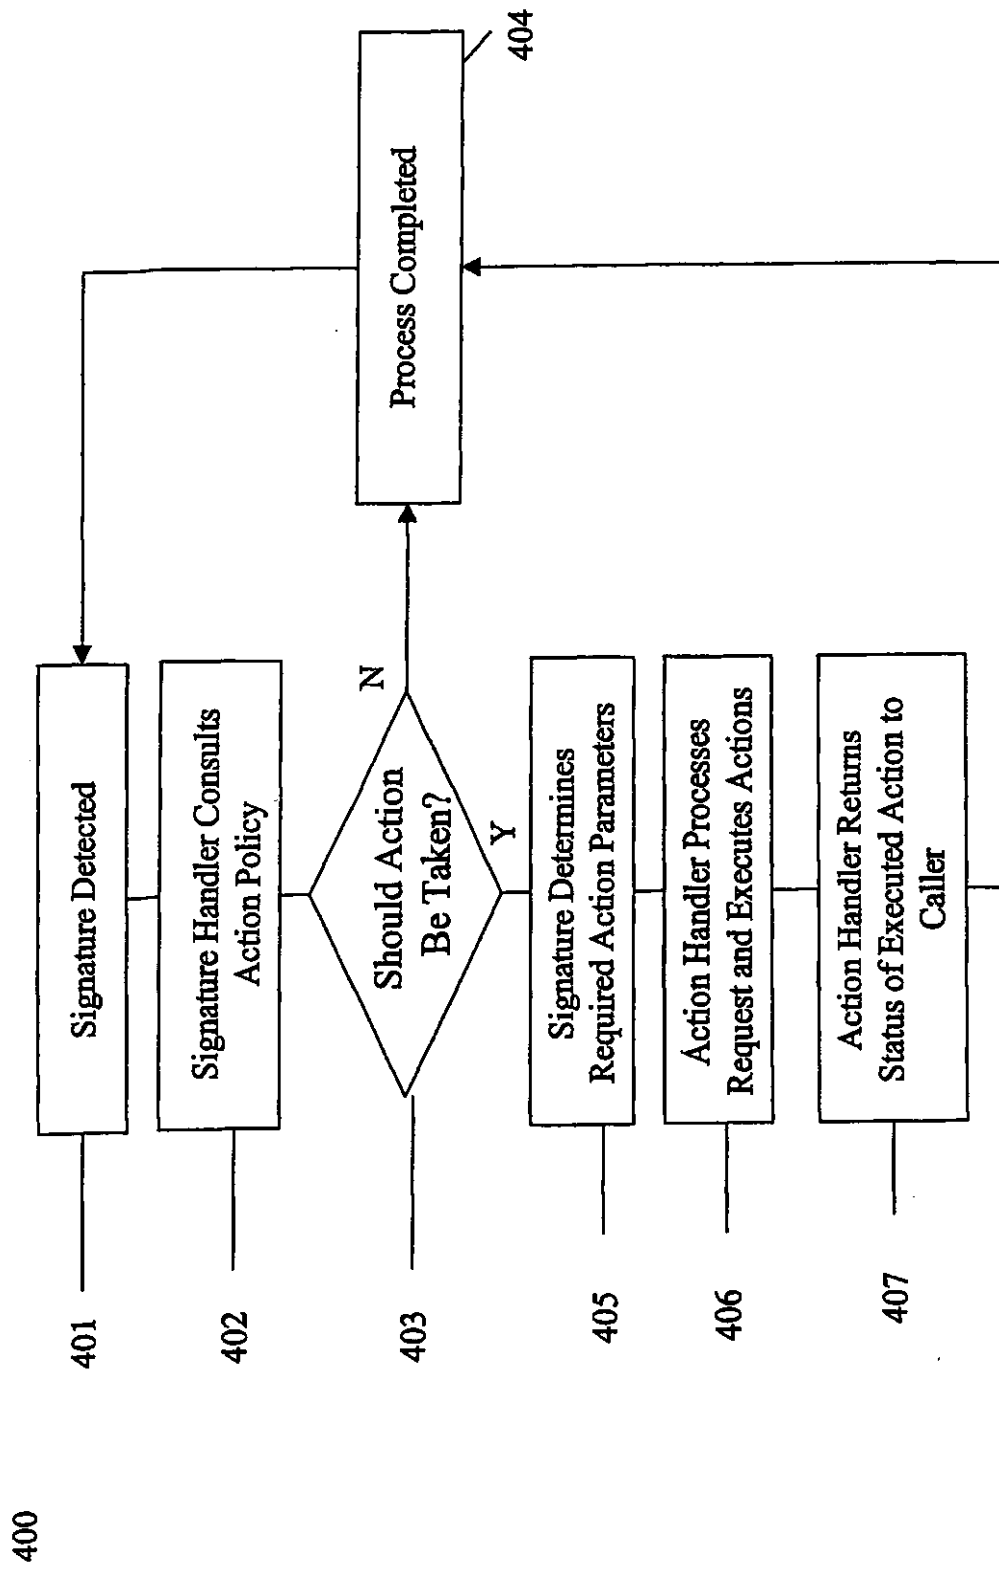 400
401
Signature Detected
402
Signature Handler Consults
Action Policy
403
Should Action
Be Taken?
N
Y
Process Completed
404
405
Signature Determines
Required Action Parameters
406
Action Handler Processes
Request and Executes Actions
407
Action Handler Returns
Status of Executed Action to
Caller